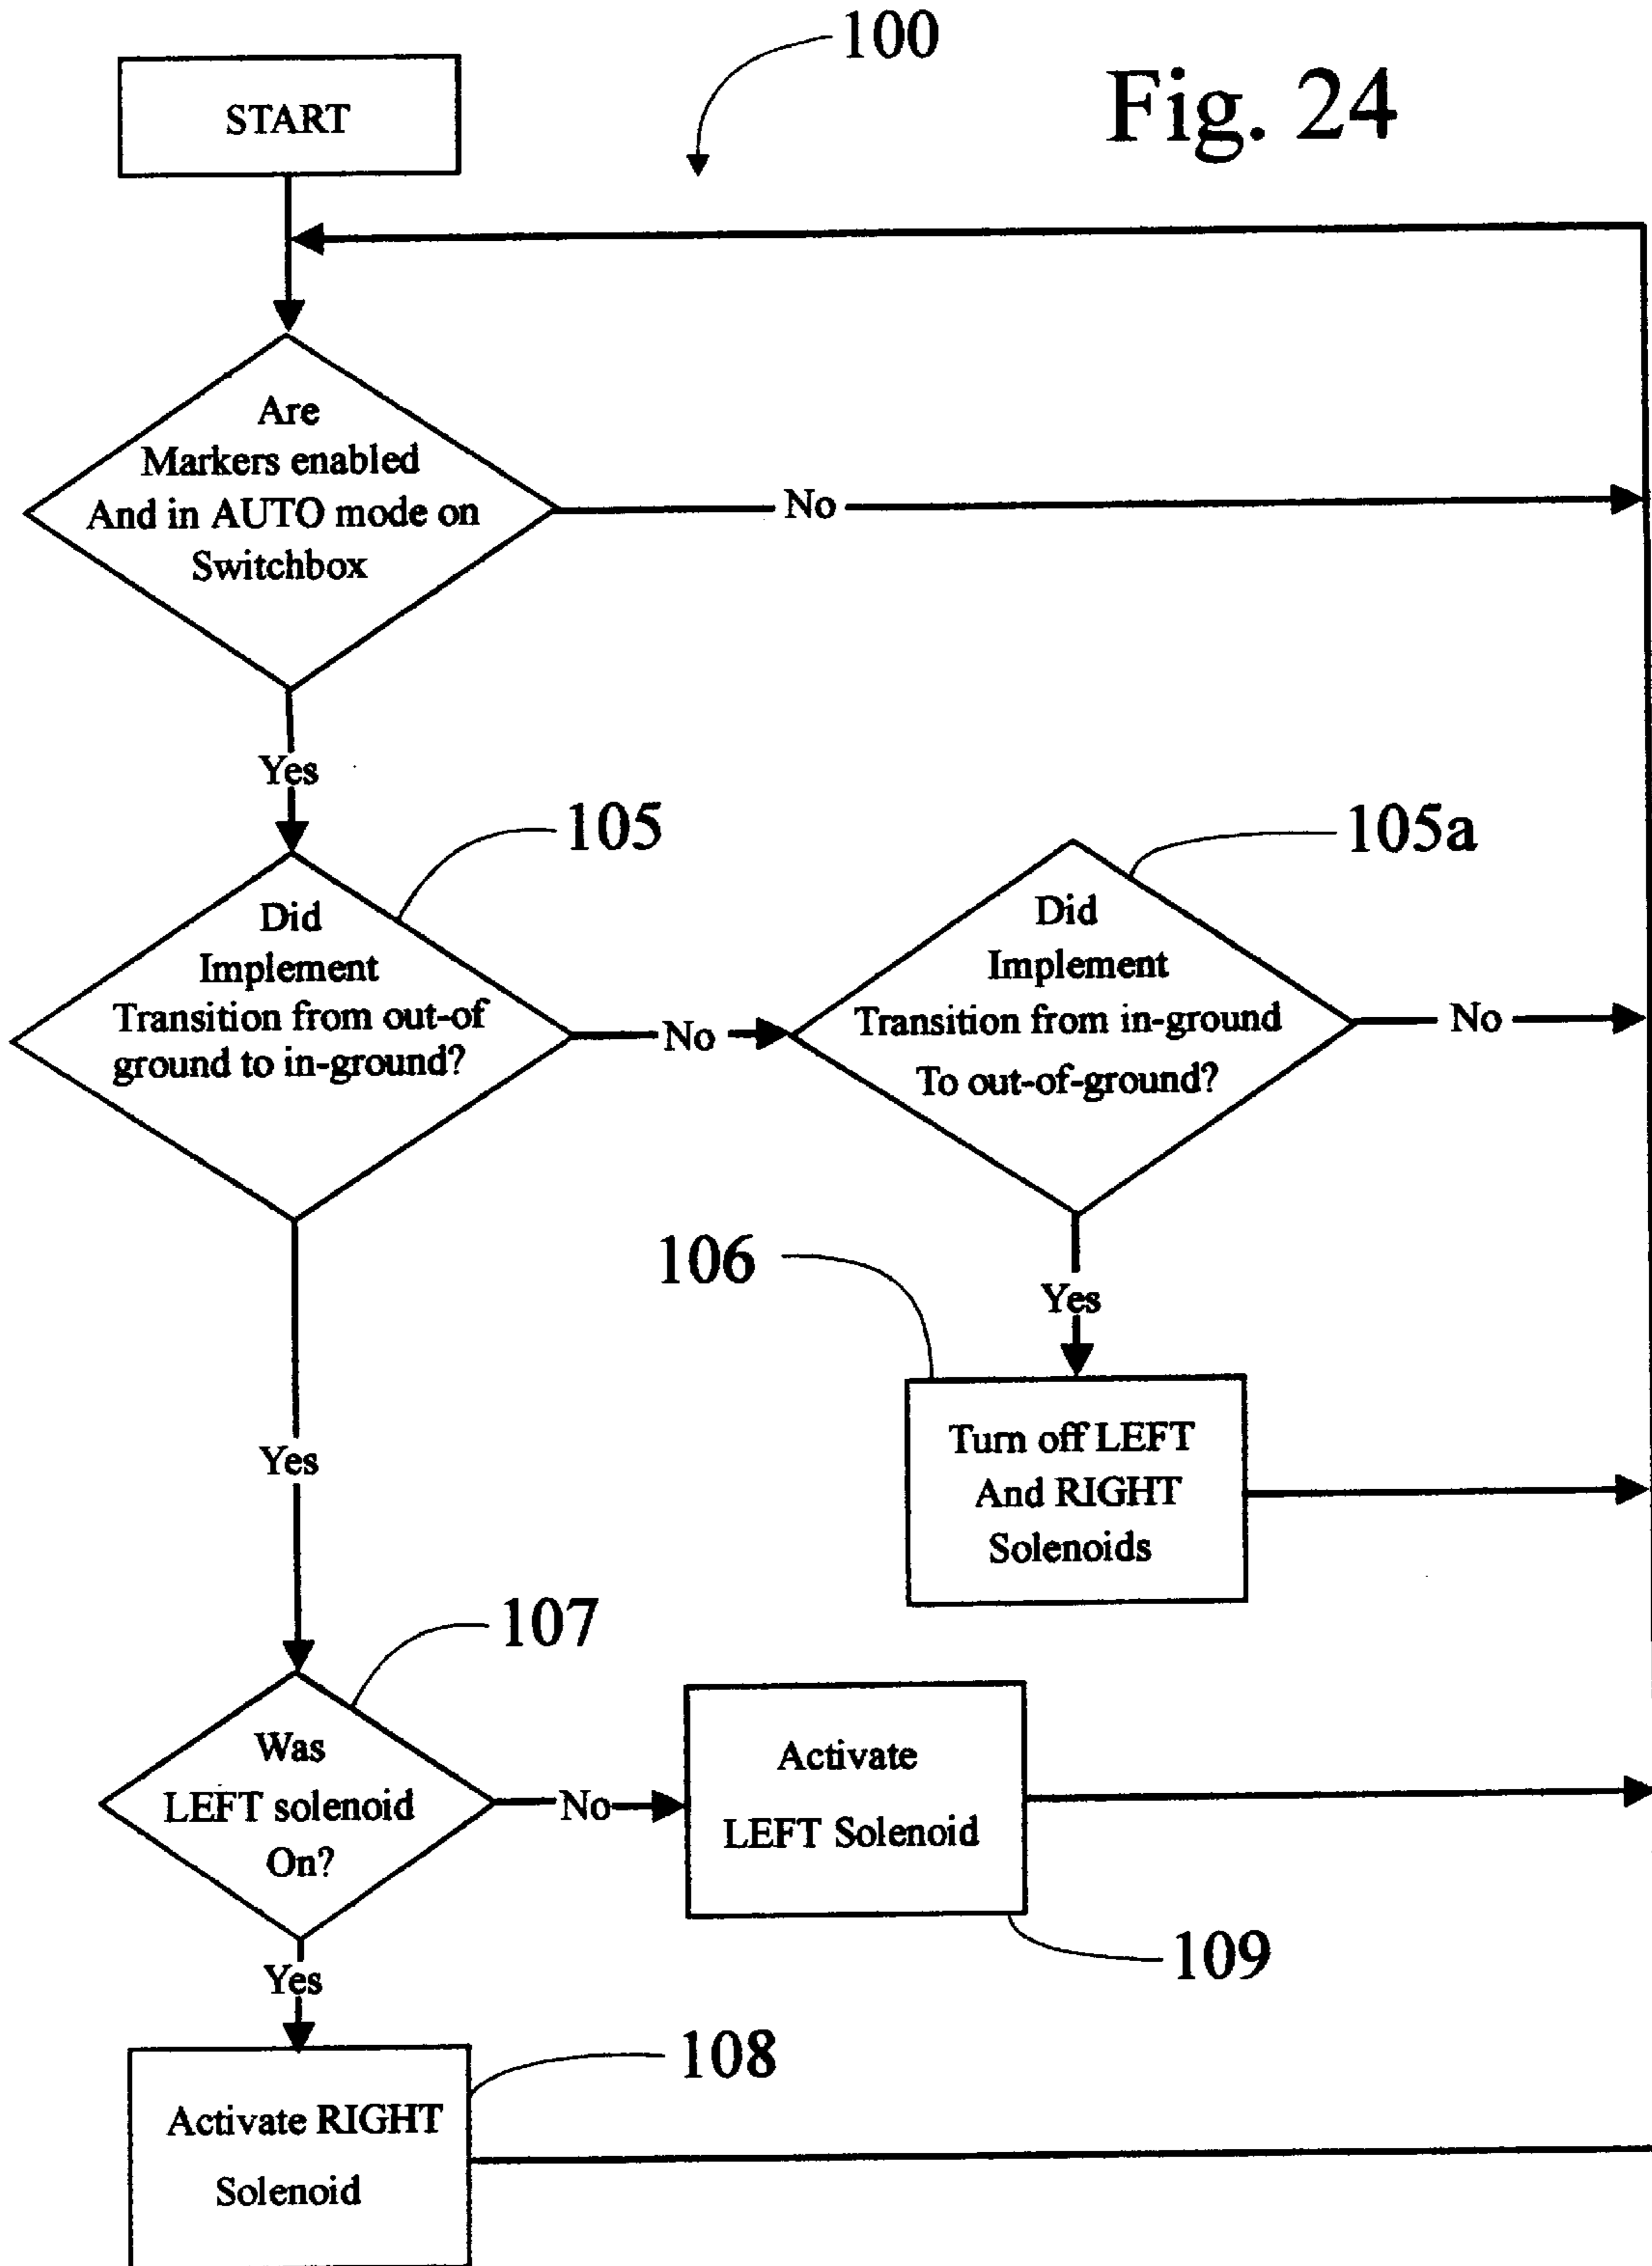 100
Fig. 24
START
Are
Markers enabled
And in AUTO mode on
Switchbox
No
Yes
105
105a
Did
Implement
Transition from out-of
ground to in-ground?
No
Did
Implement
Transition from in-ground
To out-of-ground?
No
106
Yes
Turn off LEFT
And RIGHT
Solenoids
Yes
107
Was
LEFT solenoid
On?
No
Activate
LEFT Solenoid
109
Yes
108
Activate RIGHT
Solenoid